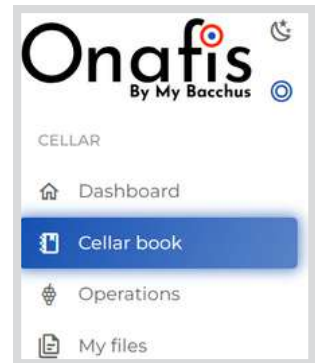 Onafis
By My Bacchus
CELLAR
Dashboard
Cellar book
Operations
My files